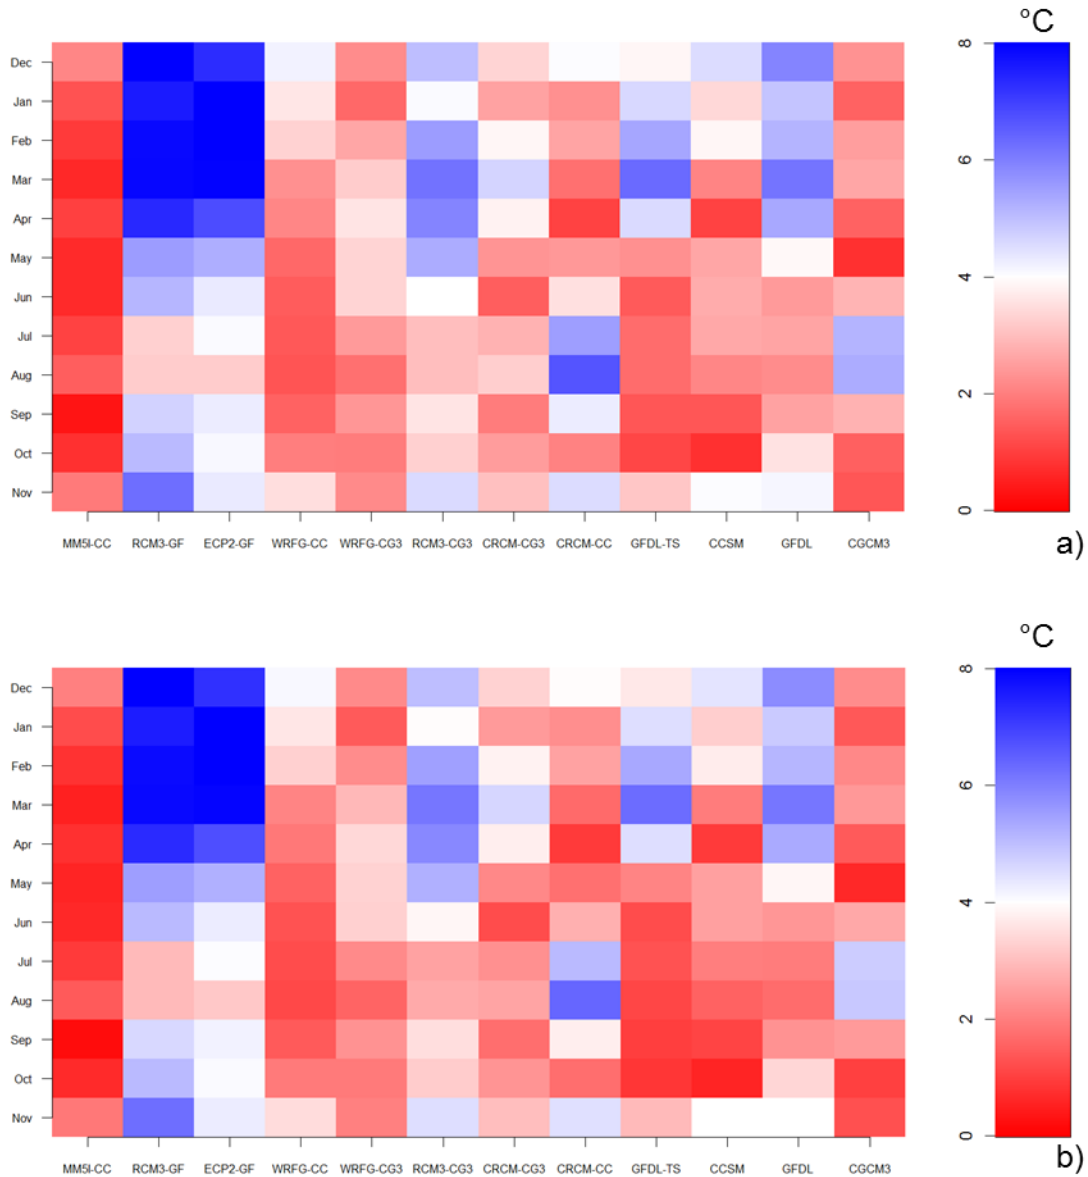 °C
Dec
Jan
Feb
Mar
Apr
May
Jun
Jul
Aug
Sep
Oct
Nov
MM5I-CC RCM3-GF ECP2-GF WRFG-CC WRFG-CG3 RCM3-CG3 CRCM-CG3 CRCM-CC GFDL-TS CCSM GFDL CGCM3
8
6
4
2
0
a)
°C
Dec
Jan
Feb
Mar
Apr
May
Jun
Jul
Aug
Sep
Oct
Nov
MM5I-CC RCM3-GF ECP2-GF WRFG-CC WRFG-CG3 RCM3-CG3 CRCM-CG3 CRCM-CC GFDL-TS CCSM GFDL CGCM3
8
6
4
2
0
b)